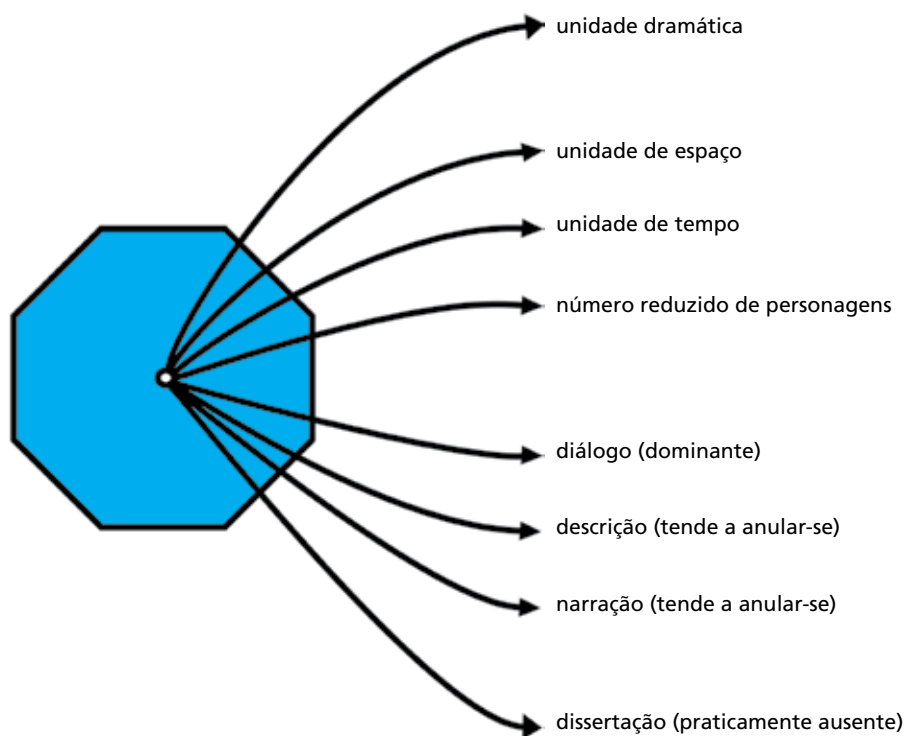 unidade dramática
unidade de espaço
unidade de tempo
número reduzido de personagens
diálogo (dominante)
descrição (tende a anular-se)
narração (tende a anular-se)
dissertação (praticamente ausente)